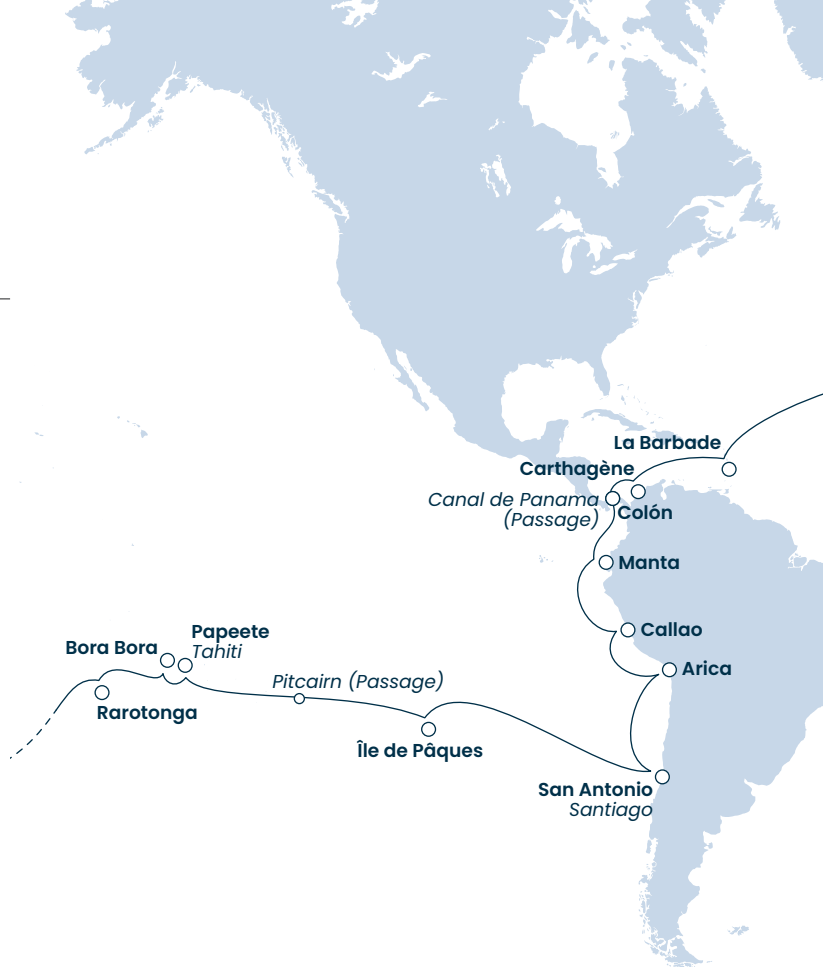 La Barbade
Carthagène
Canal de Panama
(Passage)
Colón
Manta
Callao
Papeete
Tahiti
Bora Bora
Arica
Pitcairn (Passage)
Rarotonga
Île de Pâques
San Antonio
Santiago